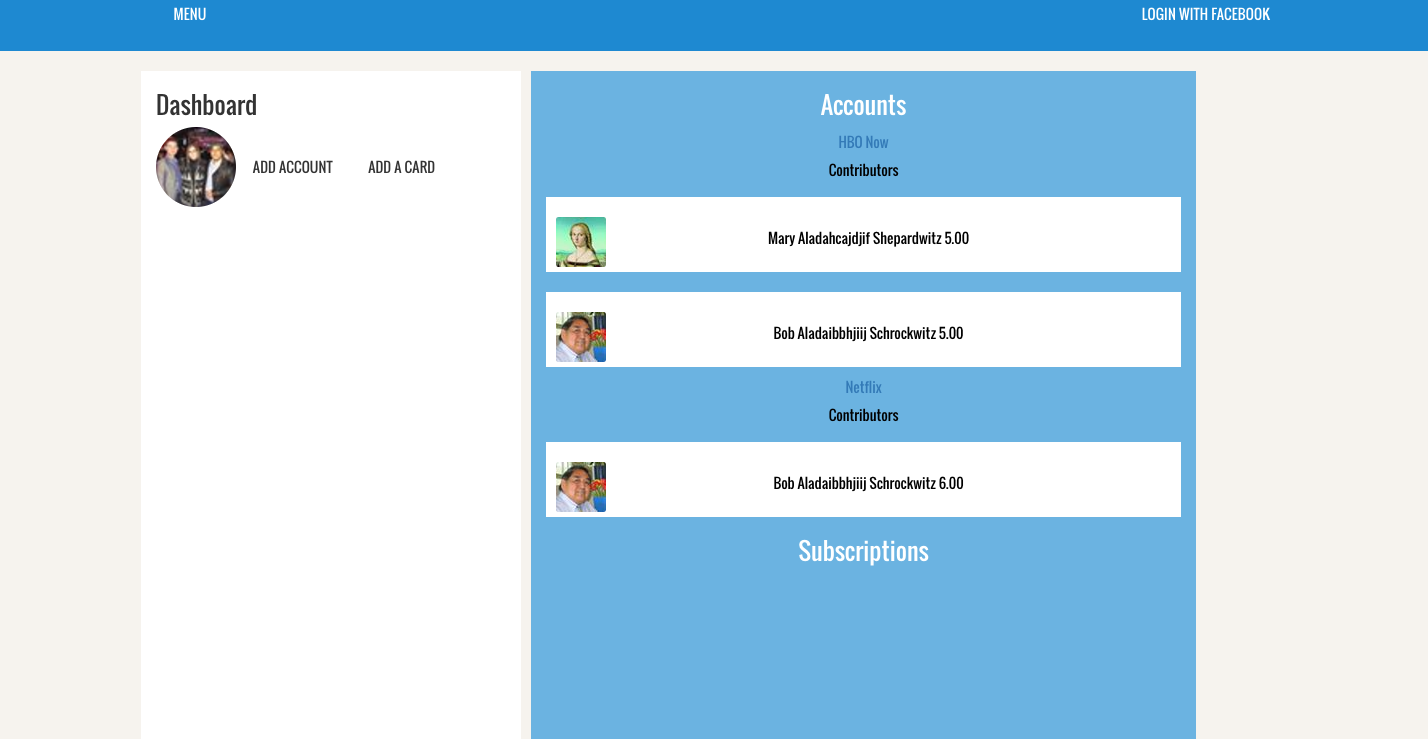 MENU
LOGIN WITH FACEBOOK
Dashboard
ADD ACCOUNT
ADD A CARD
Accounts
HBO Now
Contributors
Mary Aladahcajdjif Shepardwitz 5.00
Bob Aladaibbhjiij Schrockwitz 5.00
Netflix
Contributors
Bob Aladaibbhjiij Schrockwitz 6.00
Subscriptions